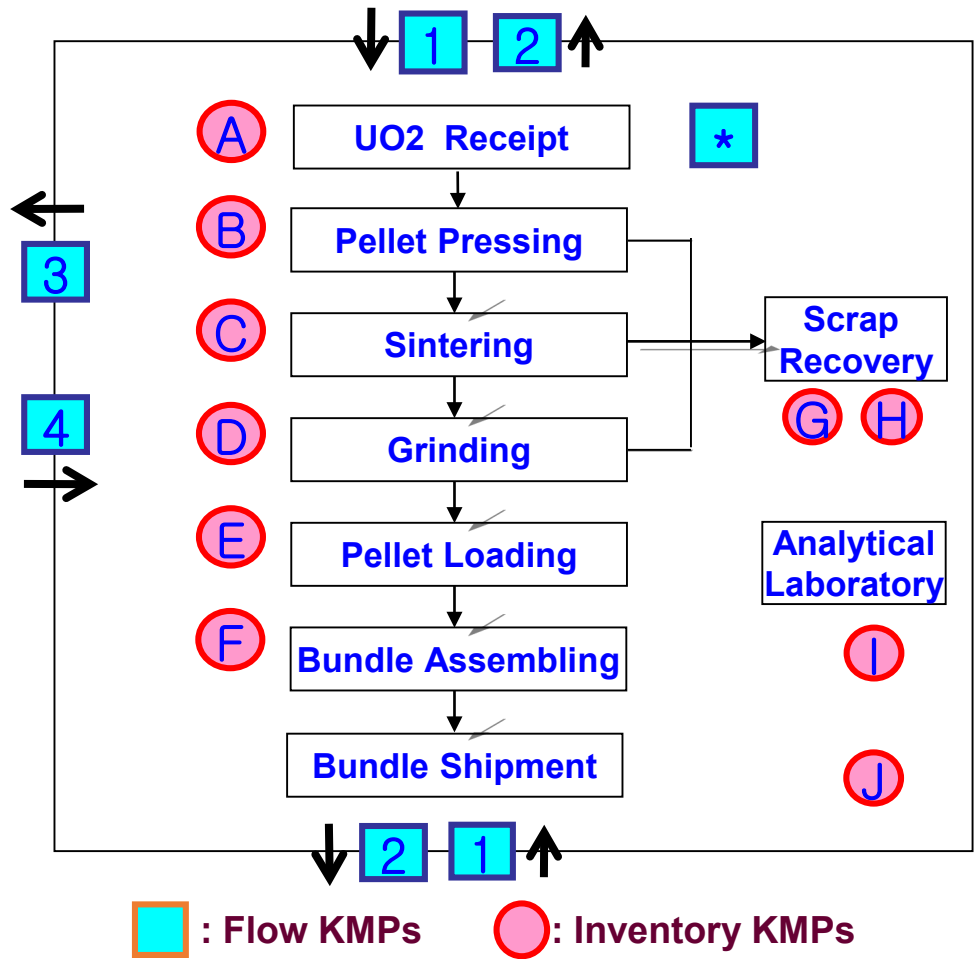 1 2
A UO2 Receipt *
B Pellet Pressing
3
C Sintering
Scrap
Recovery
4
D Grinding
G H
E Pellet Loading
Analytical
Laboratory
F Bundle Assembling
I
Bundle Shipment
J
2 1
: Flow KMPs
: Inventory KMPs